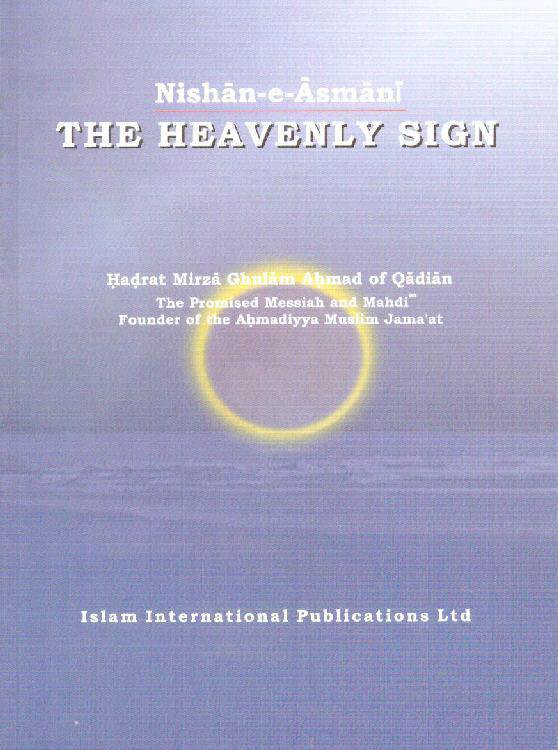 Nishān-e-Āsmānī
THE HEAVENLY SIGN
Ḥaḍrat Mirzā Ghulām Aḥmad of Qādiān
The Promised Messiah and Mahdi
Founder of the Aḥmadiyya Muslim Jama'at
Islam International Publications Ltd